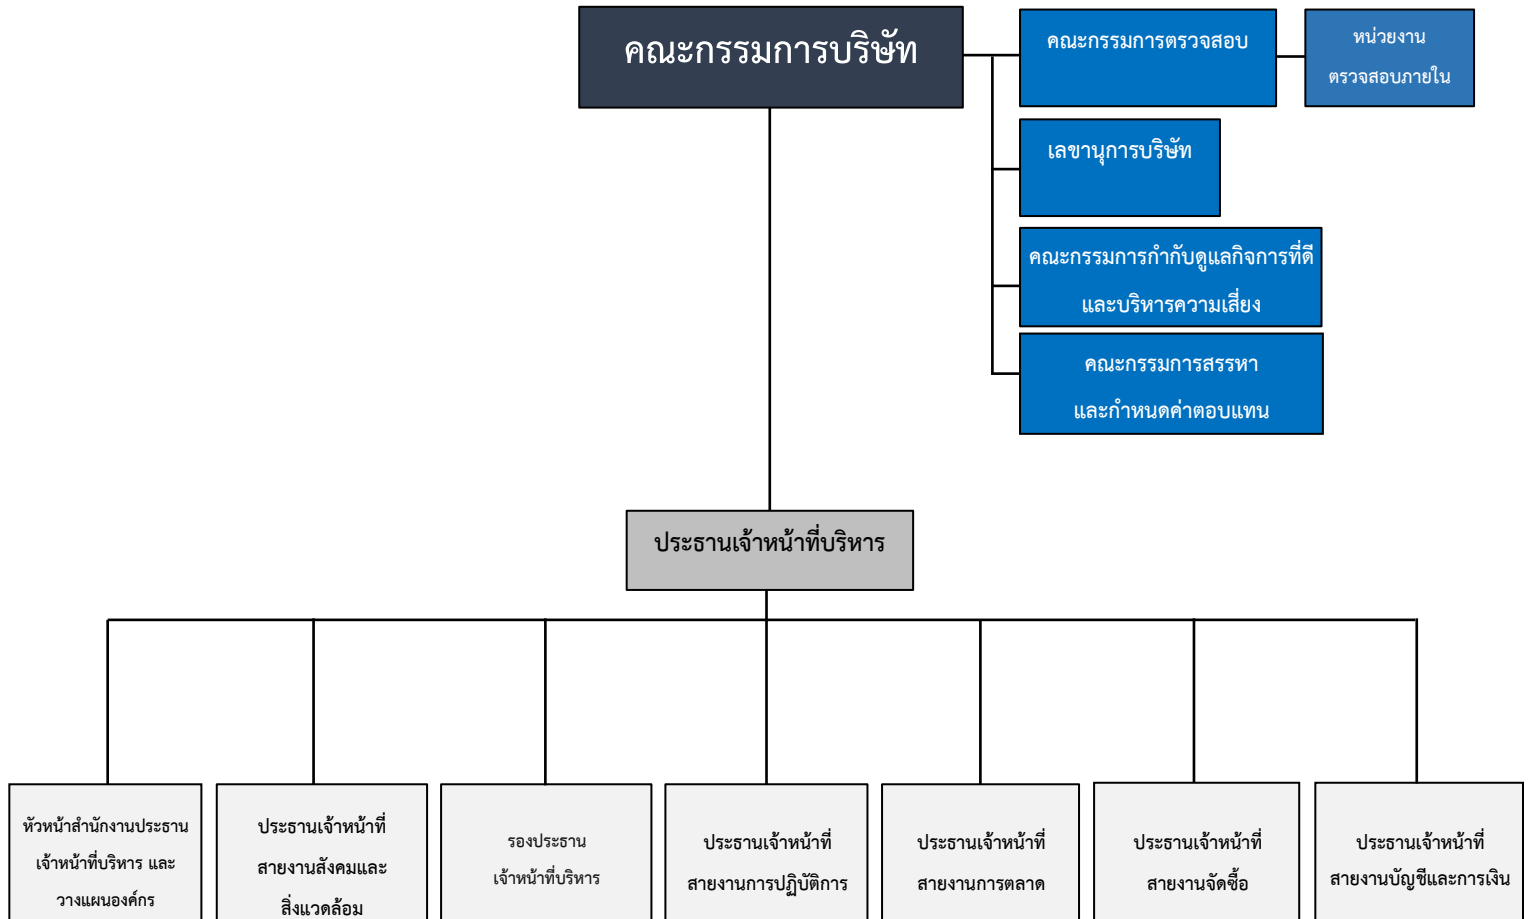 คณะกรรมการบริษัท
คณะกรรมการตรวจสอบ
หน่วยงาน
ตรวจสอบภายใน
เลขานุการบริษัท
คณะกรรมการกำกับดูแลกิจการที่ดี
และบริหารความเสี่ยง
คณะกรรมการสรรหา
และกำหนดค่าตอบแทน
ประธานเจ้าหน้าที่บริหาร
หัวหน้าสำนักงานประธาน
เจ้าหน้าที่บริหาร และ
วางแผนองค์กร
ประธานเจ้าหน้าที่
สายงานสังคมและ
สิ่งแวดล้อม
รองประธาน
เจ้าหน้าที่บริหาร
ประธานเจ้าหน้าที่
สายงานการปฏิบัติการ
ประธานเจ้าหน้าที่
สายงานการตลาด
ประธานเจ้าหน้าที่
สายงานจัดซื้อ
ประธานเจ้าหน้าที่
สายงานบัญชีและการเงิน